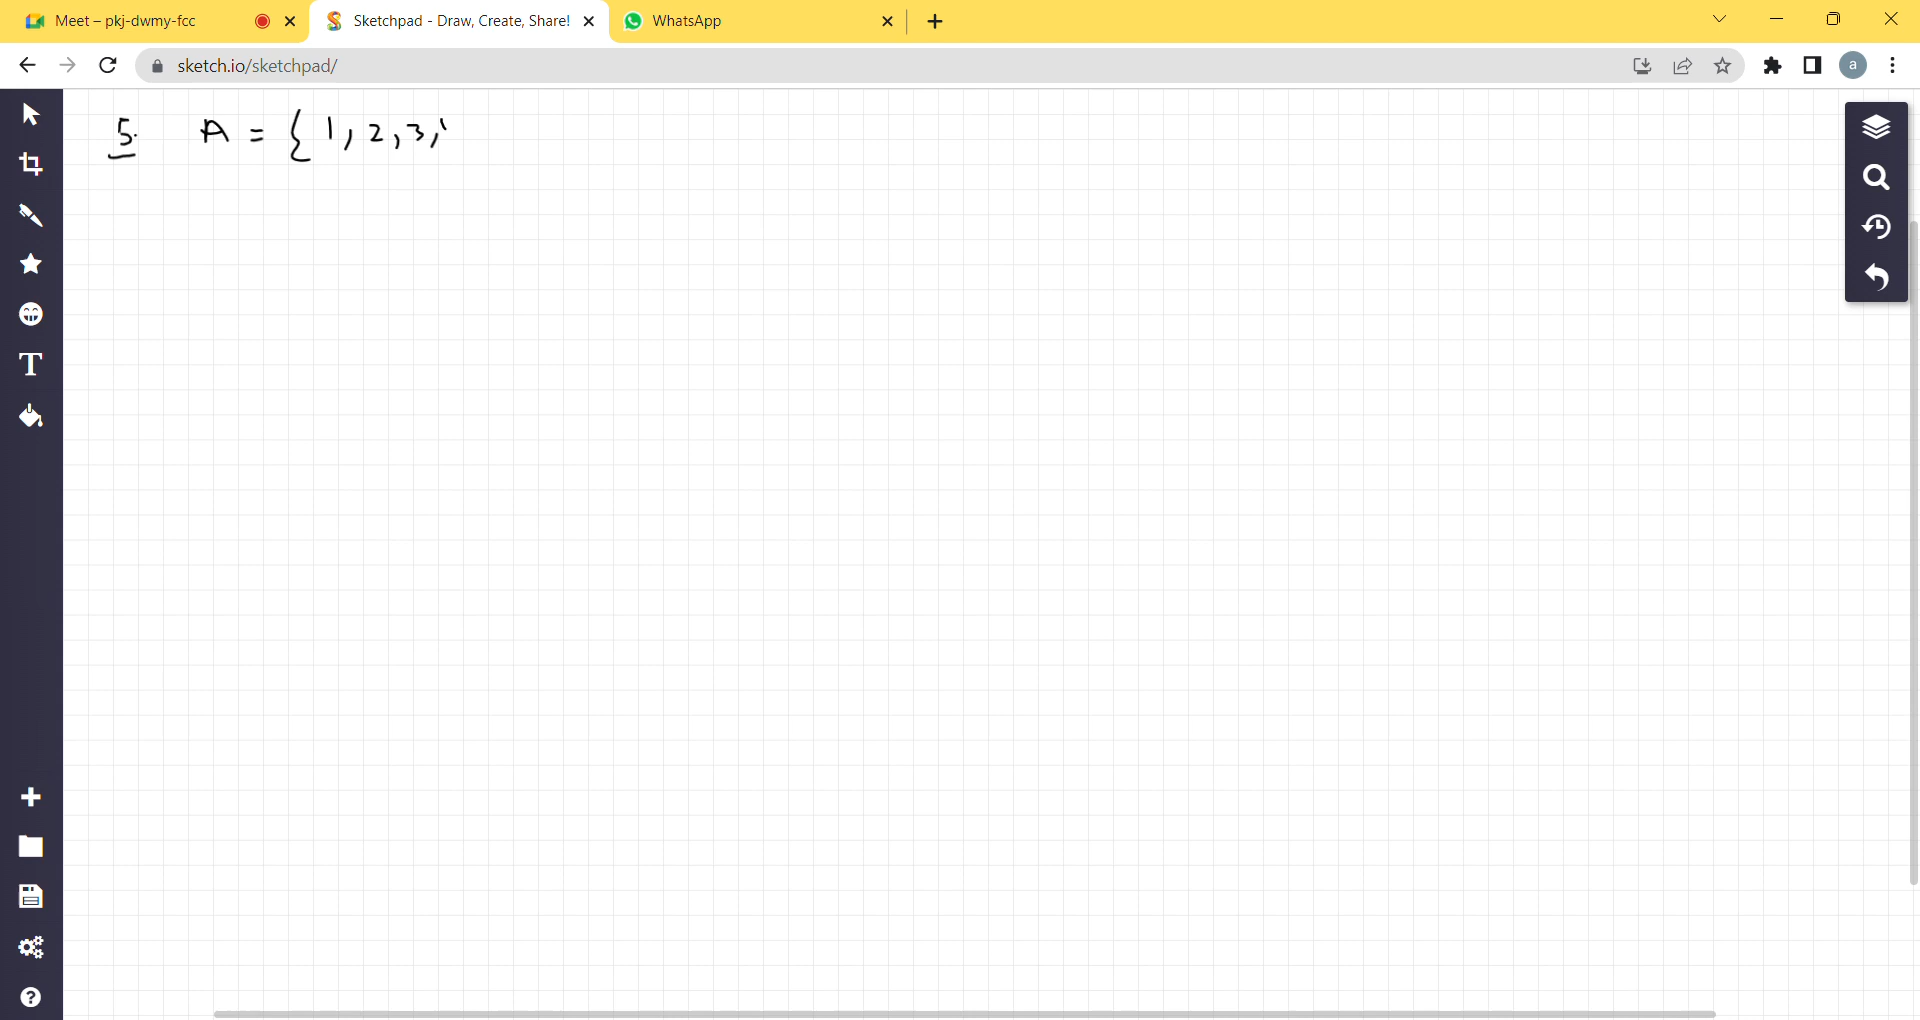 Meet – pkj-dwmy-fcc
Sketchpad - Draw, Create, Share!
WhatsApp
sketch.io/sketchpad/
a
5. A = { 1, 2, 3,
T
?